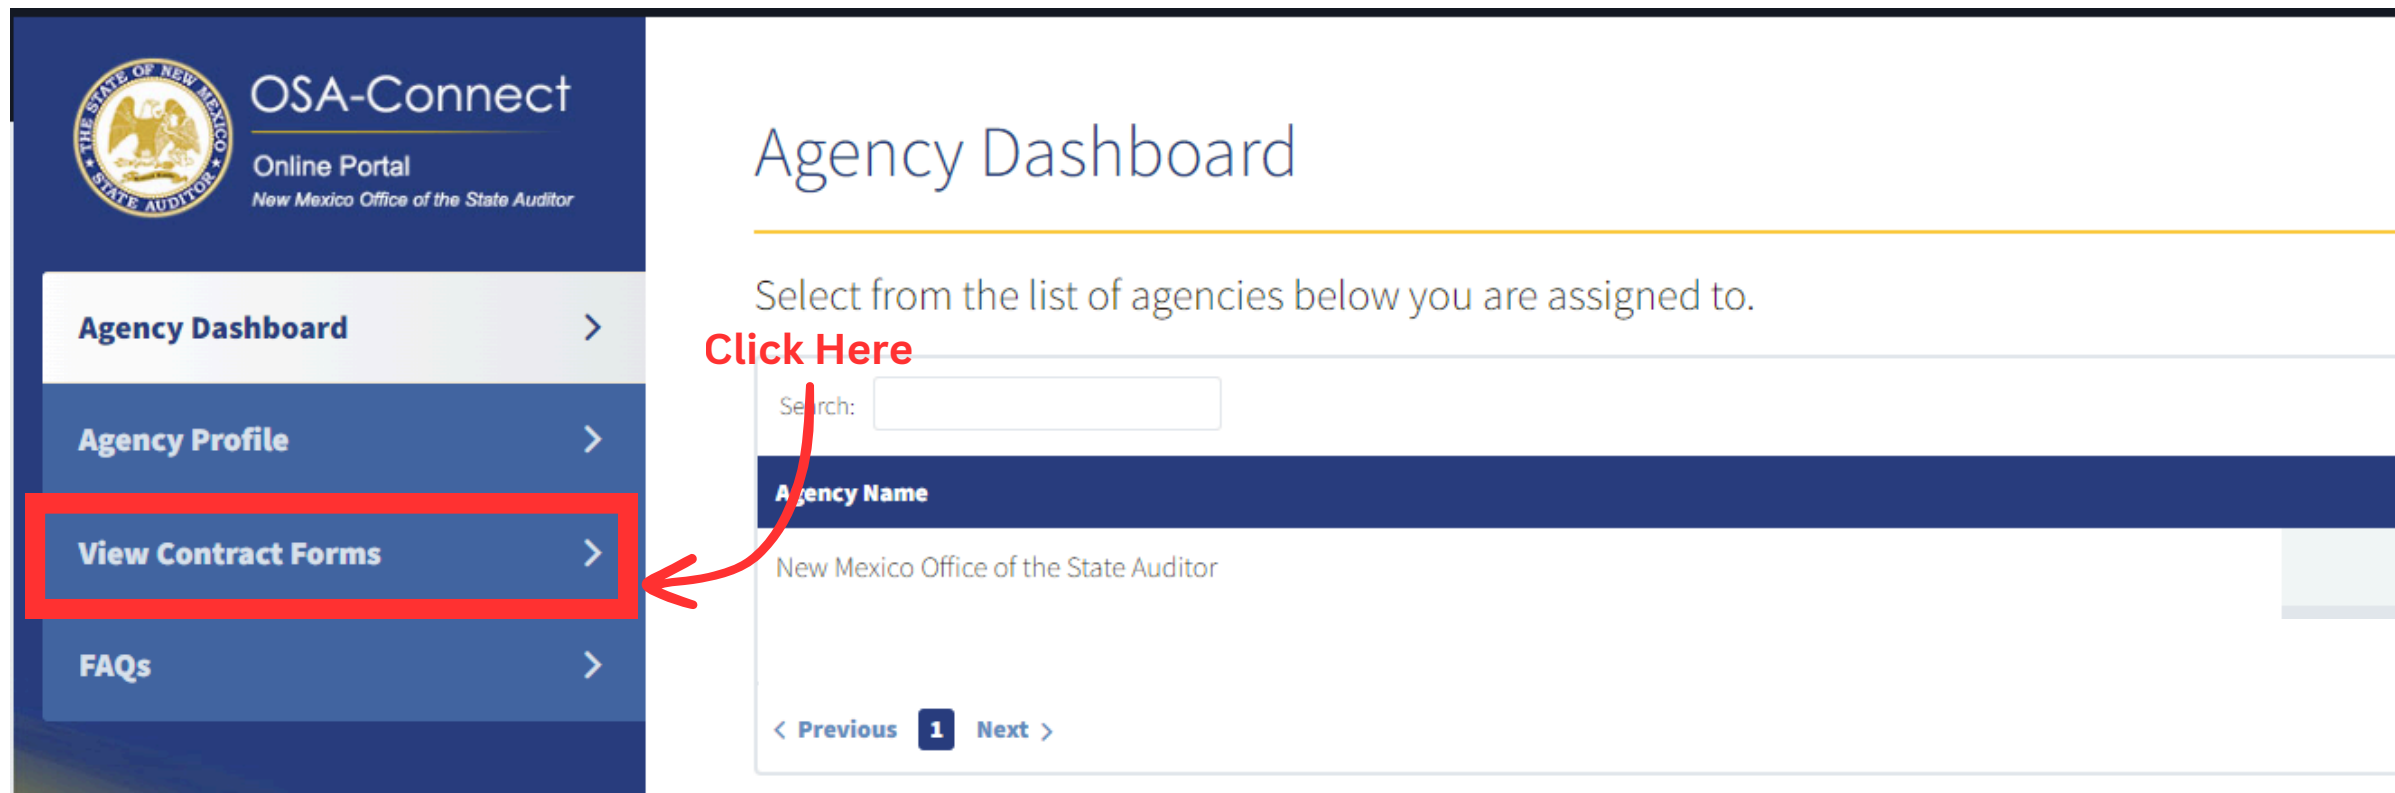 THE STATE OF NEW MEXICO
STATE AUDITOR
OSA-Connect
Online Portal
New Mexico Office of the State Auditor
Agency Dashboard
Agency Profile
View Contract Forms
FAQs
Agency Dashboard
Select from the list of agencies below you are assigned to.
Click Here
Search:
Agency Name
New Mexico Office of the State Auditor
Previous 1 Next